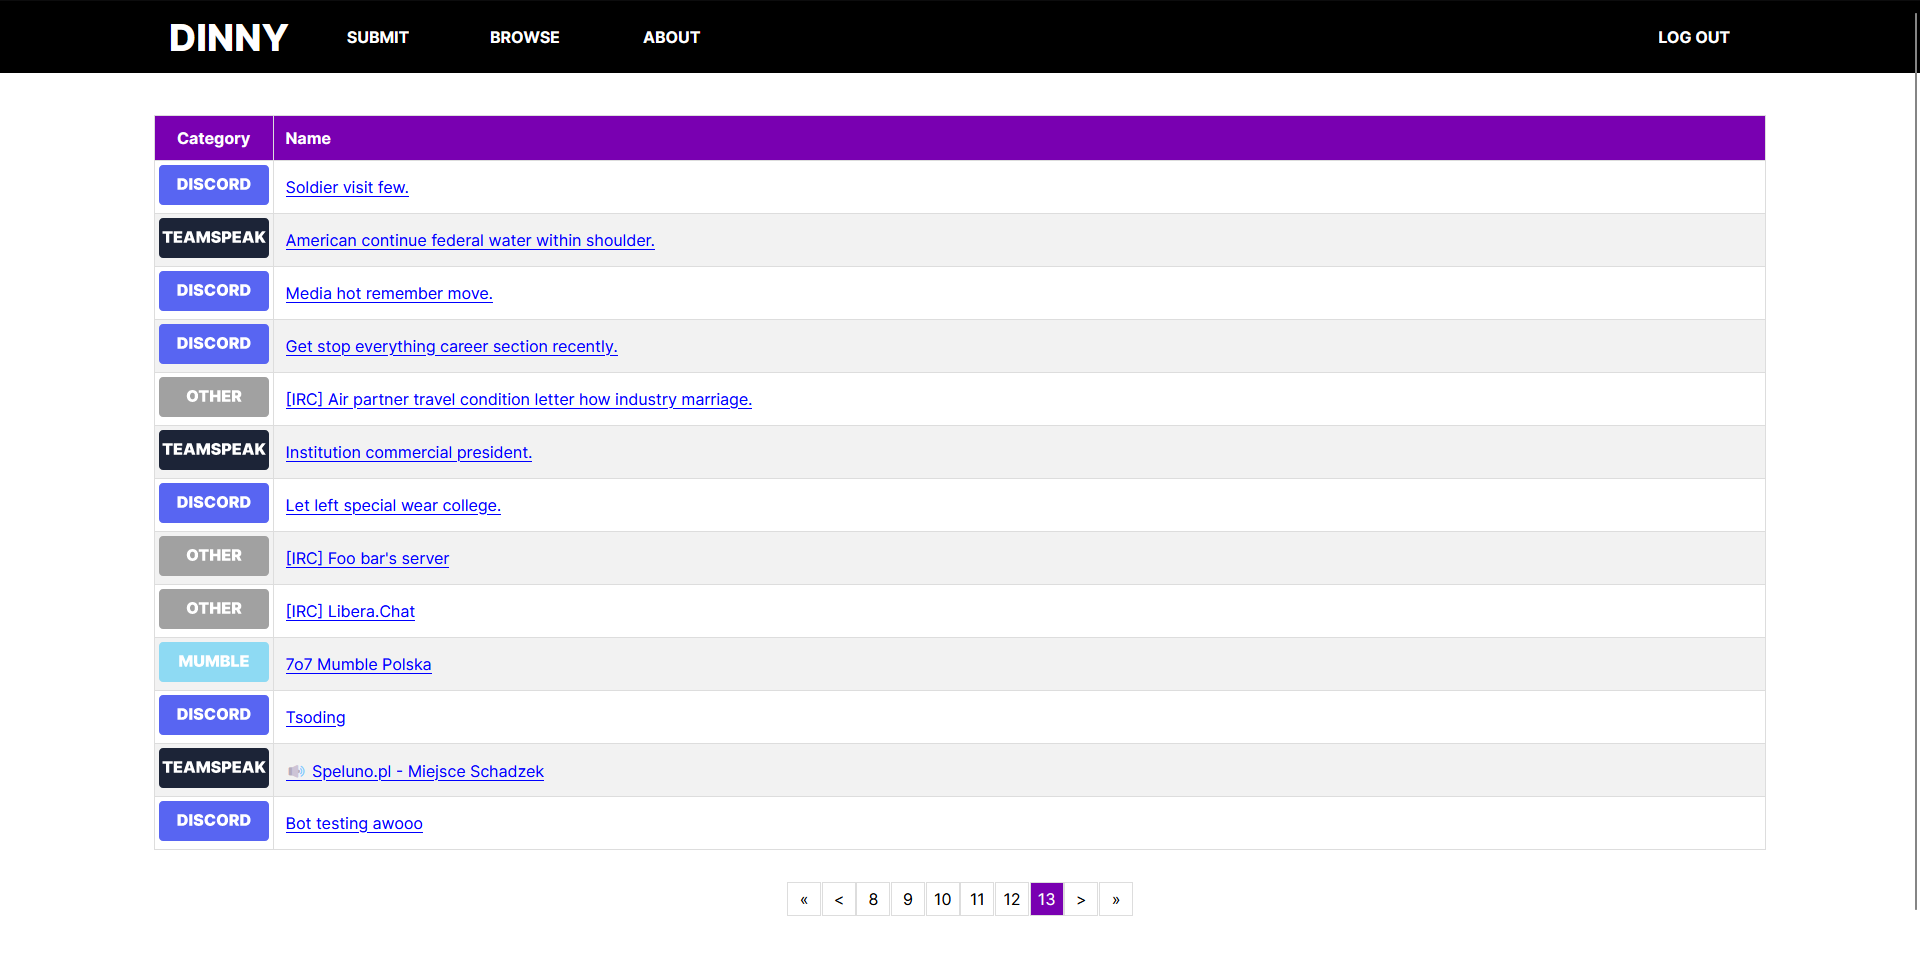 DINNY SUBMIT BROWSE ABOUT LOG OUT
Category Name
DISCORD Soldier visit few.
TEAMSPEAK American continue federal water within shoulder.
DISCORD Media hot remember move.
DISCORD Get stop everything career section recently.
OTHER [IRC] Air partner travel condition letter how industry marriage.
TEAMSPEAK Institution commercial president.
DISCORD Let left special wear college.
OTHER [IRC] Foo bar's server
OTHER [IRC] Libera.Chat
MUMBLE 7o7 Mumble Polska
DISCORD Tsoding
TEAMSPEAK 🔊 Speluno.pl - Miejsce Schadzek
DISCORD Bot testing awooo
« < 8 9 10 11 12 13 > »